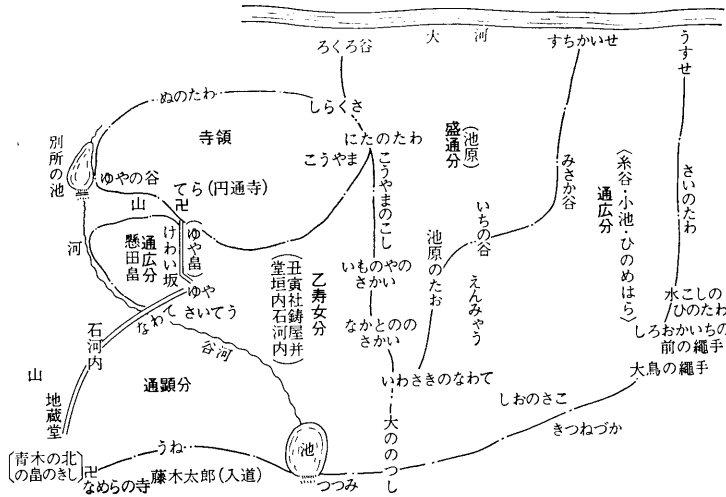 大河
ろくろ谷
すちかいせ
うすせ
ぬのたわ
しらくさ
寺領
にたのたわ
こうやま
こうやまのこし
盛通分
(池原)
みさか谷
〈糸谷・小池・ひのめはら〉
通広分
さいのたわ
別所の池
ゆやの谷
てら(円通寺)
卍
山
河
通広分
懸田畠
けわい坂
(ゆや畠)
ゆや
さいてう
なわて
いちの谷
池原のたお
えんみゃう
いものやの
さかい
乙寿女分
(丑寅社鋳屋并
堂垣内石河内)
なかとのの
さかい
水こしの
ひのたわ
しろおかいちの
前の縄手
大鳥の縄手
石河内
谷河
いわさきのなわて
しおのさこ
きつねづか
山
地蔵堂
通顕分
大ののつし
池
つつみ
うね
藤木太郎(入道)
〔青木の北
の畠のきし〕
卍
なめらの寺